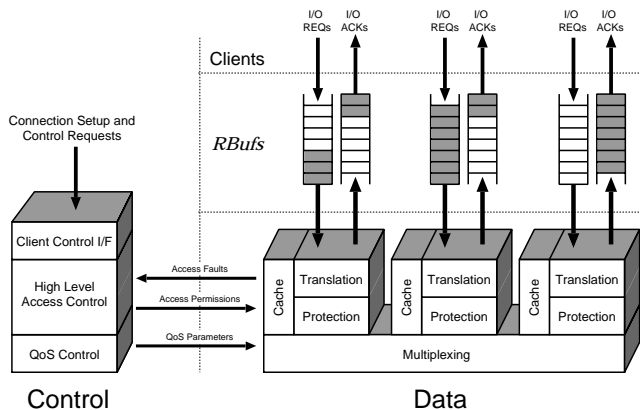 I/O
REQs
I/O
ACKs
I/O
REQs
I/O
ACKs
I/O
REQs
I/O
ACKs
Clients
Connection Setup and
Control Requests
RBufs
Client Control I/F
High Level
Access Control
QoS Control
Access Faults
Access Permissions
QoS Parameters
Cache
Translation
Protection
Cache
Translation
Protection
Cache
Translation
Protection
Multiplexing
Control
Data